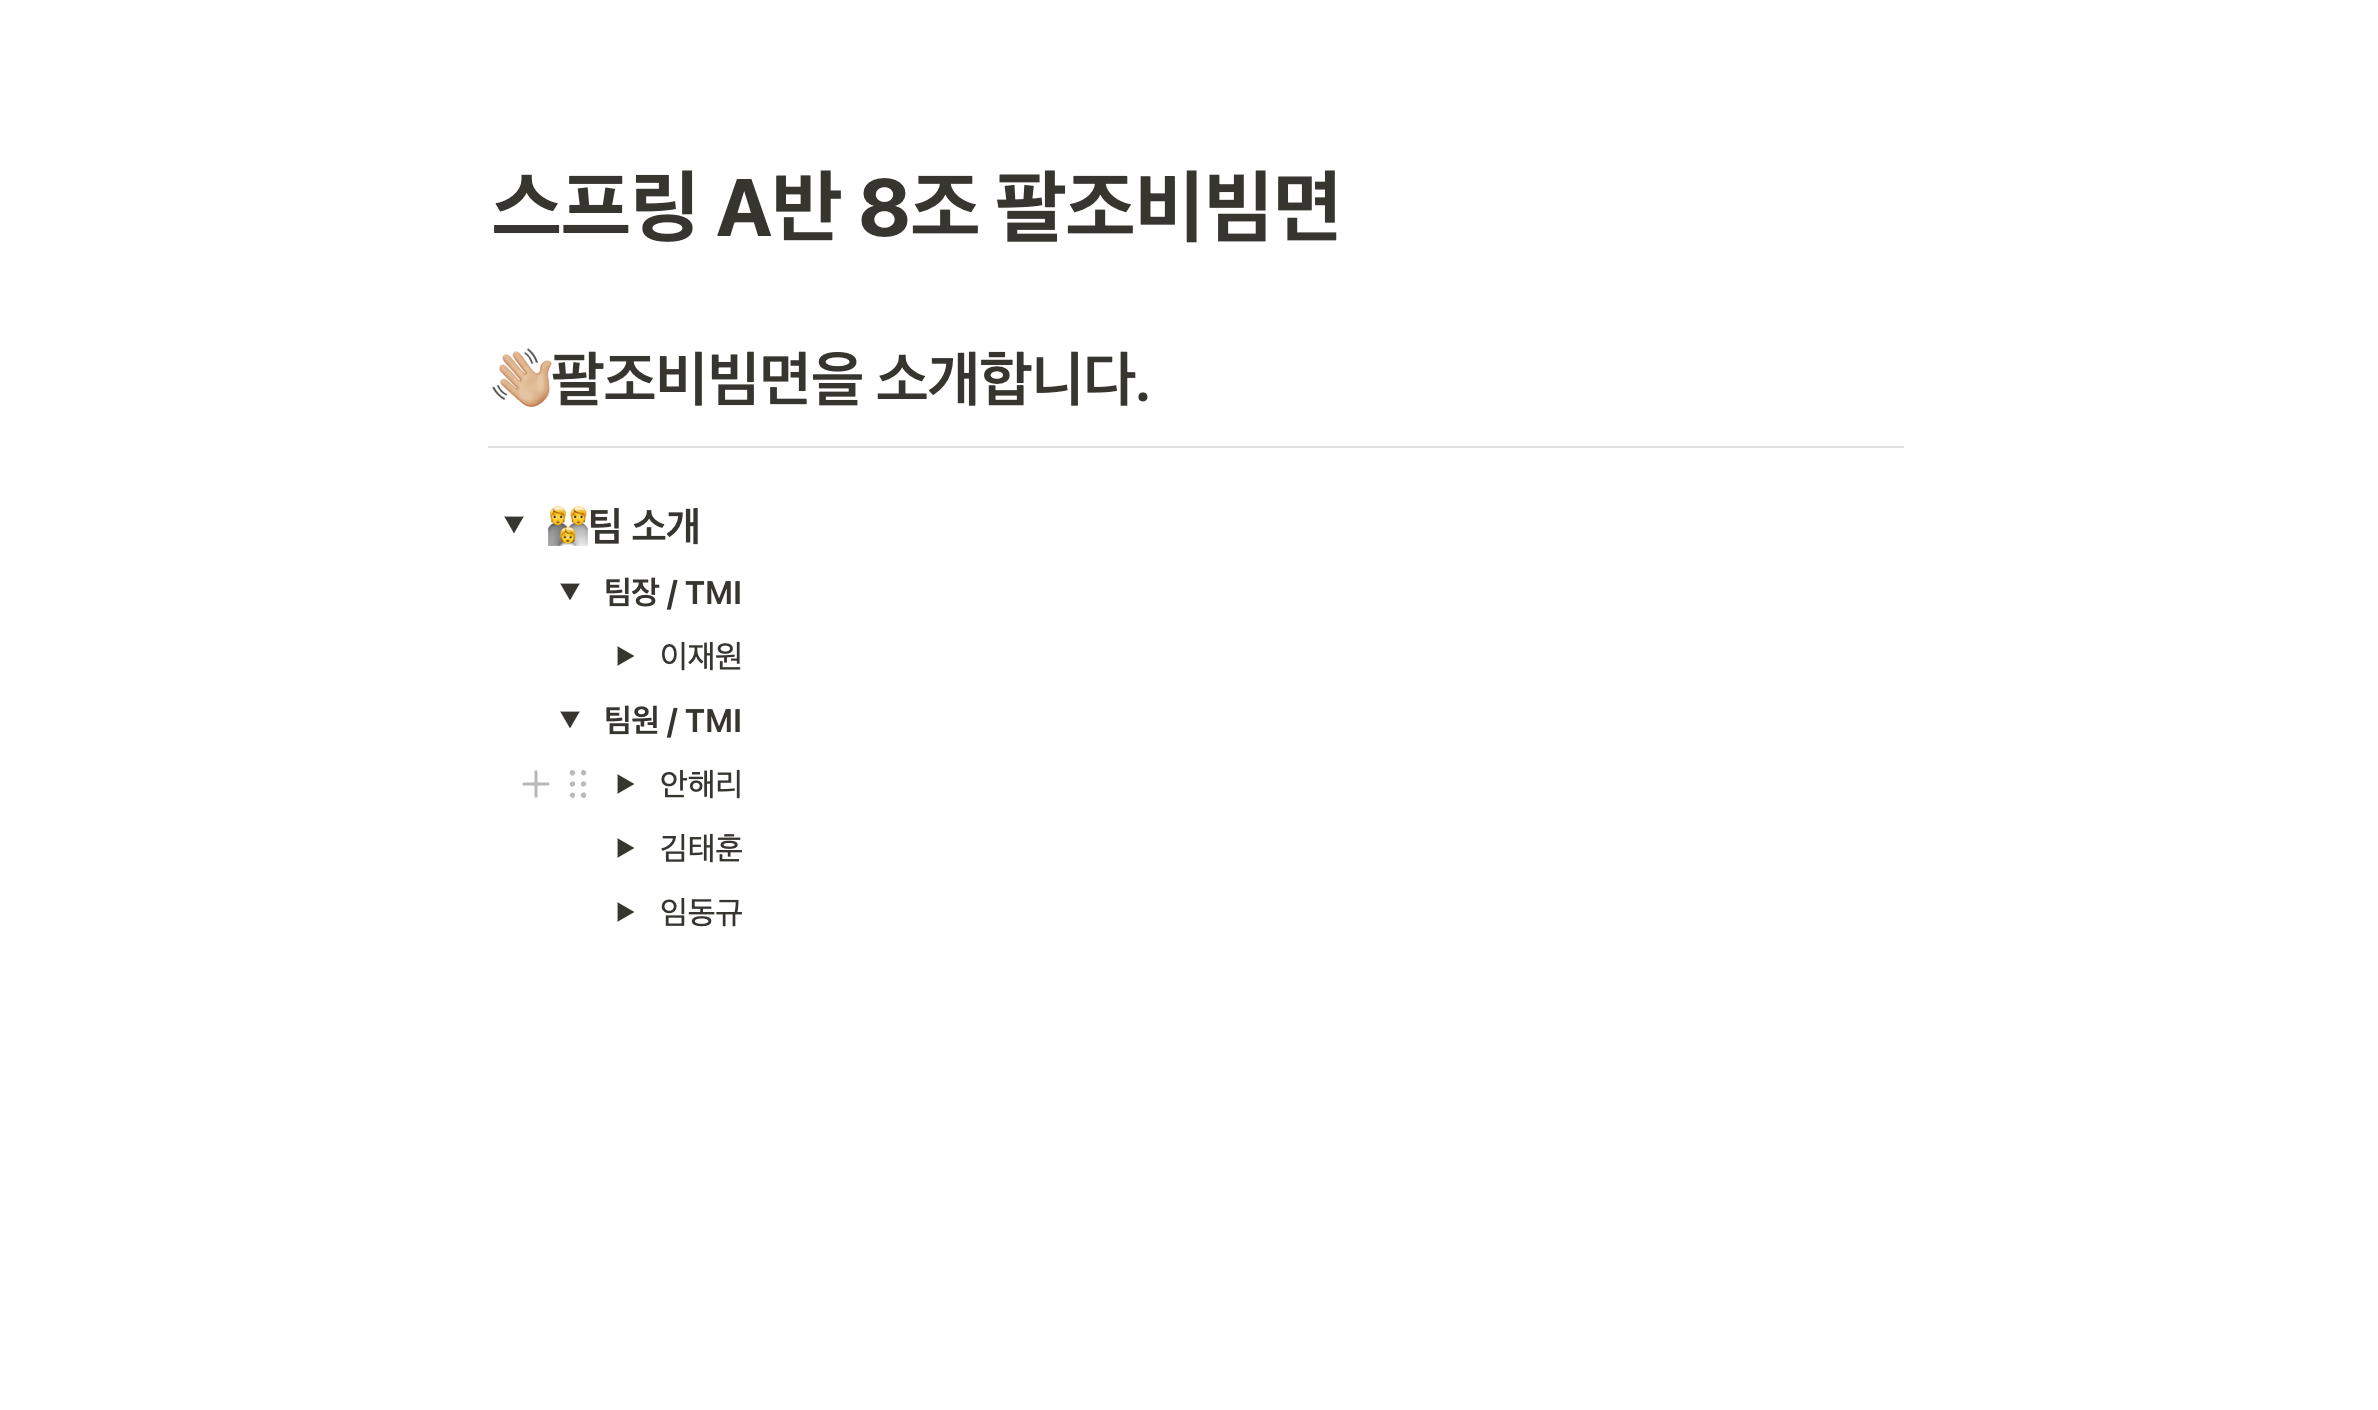 스프링 A반 8조 팔조비빔면
👋🏼팔조비빔면을 소개합니다.
👨‍👩‍👦팀 소개
팀장 / TMI
이재원
팀원 / TMI
안해리
김태훈
임동규